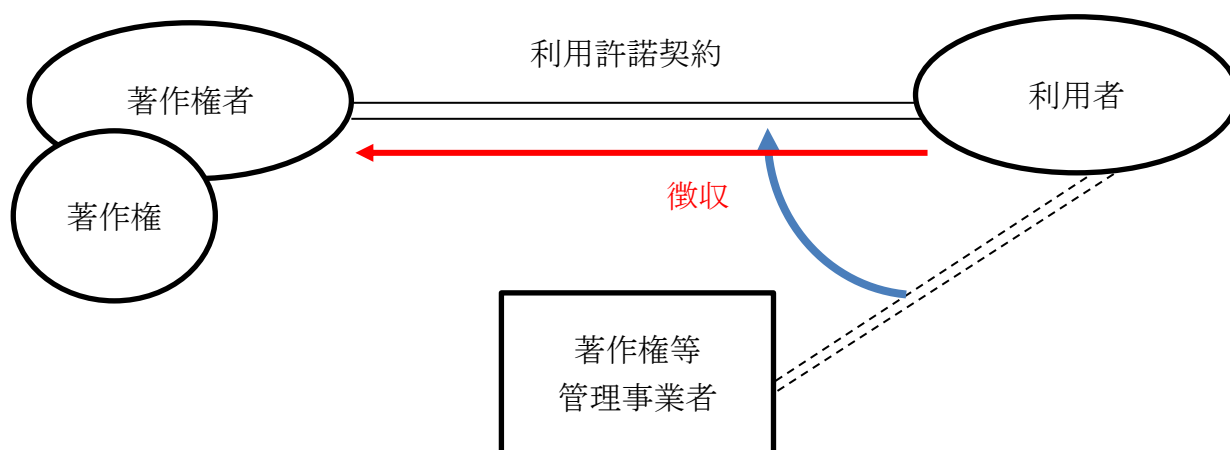 利用許諾契約
著作権者
利用者
徴収
著作権
著作権等
管理事業者